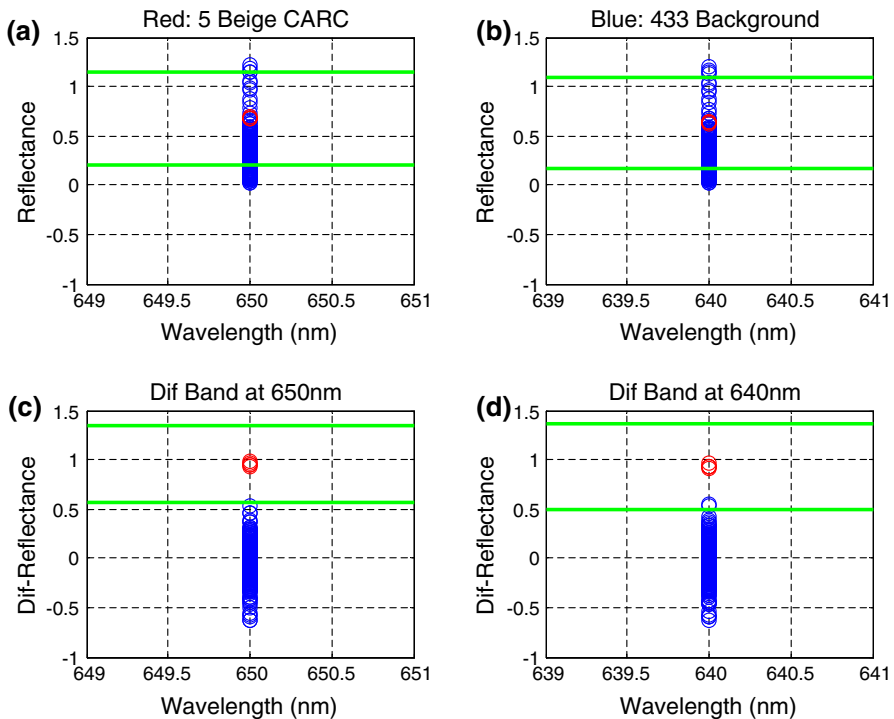 (a) Red: 5 Beige CARC
1.5
1
0.5
0
-0.5
-1
Reflectance
649 649.5 650 650.5 651
Wavelength (nm)
(b) Blue: 433 Background
1.5
1
0.5
0
-0.5
-1
Reflectance
639 639.5 640 640.5 641
Wavelength (nm)
(c) Dif Band at 650nm
1.5
1
0.5
0
-0.5
-1
Dif-Reflectance
649 649.5 650 650.5 651
Wavelength (nm)
(d) Dif Band at 640nm
1.5
1
0.5
0
-0.5
-1
Dif-Reflectance
639 639.5 640 640.5 641
Wavelength (nm)